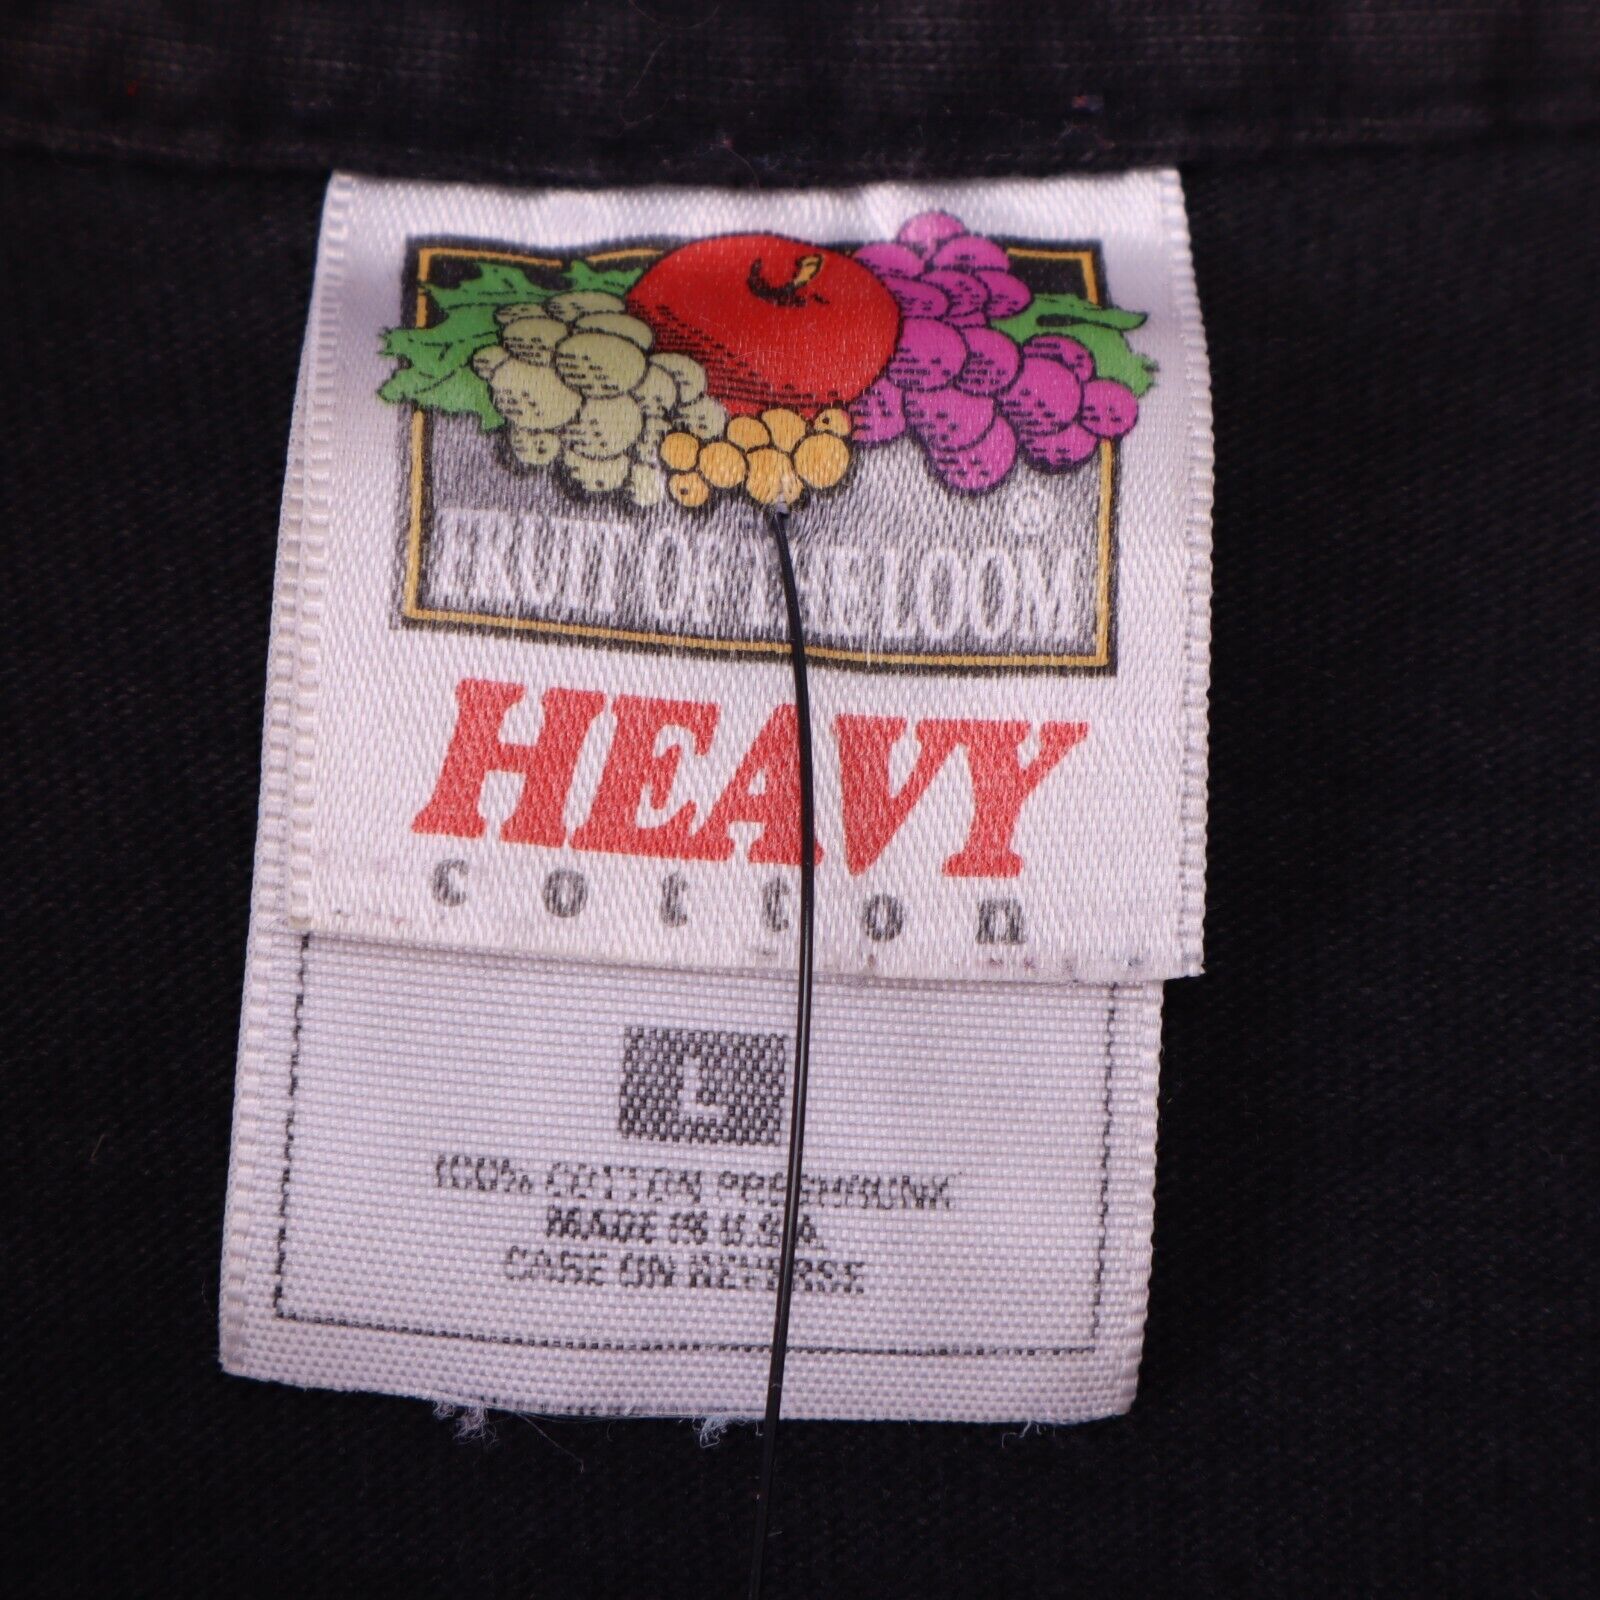 ®
FRUIT OF THE LOOM
HEAVY
cotton
L
100% COTTON PRESHRUNK
MADE IN U.S.A.
CARE ON REVERSE